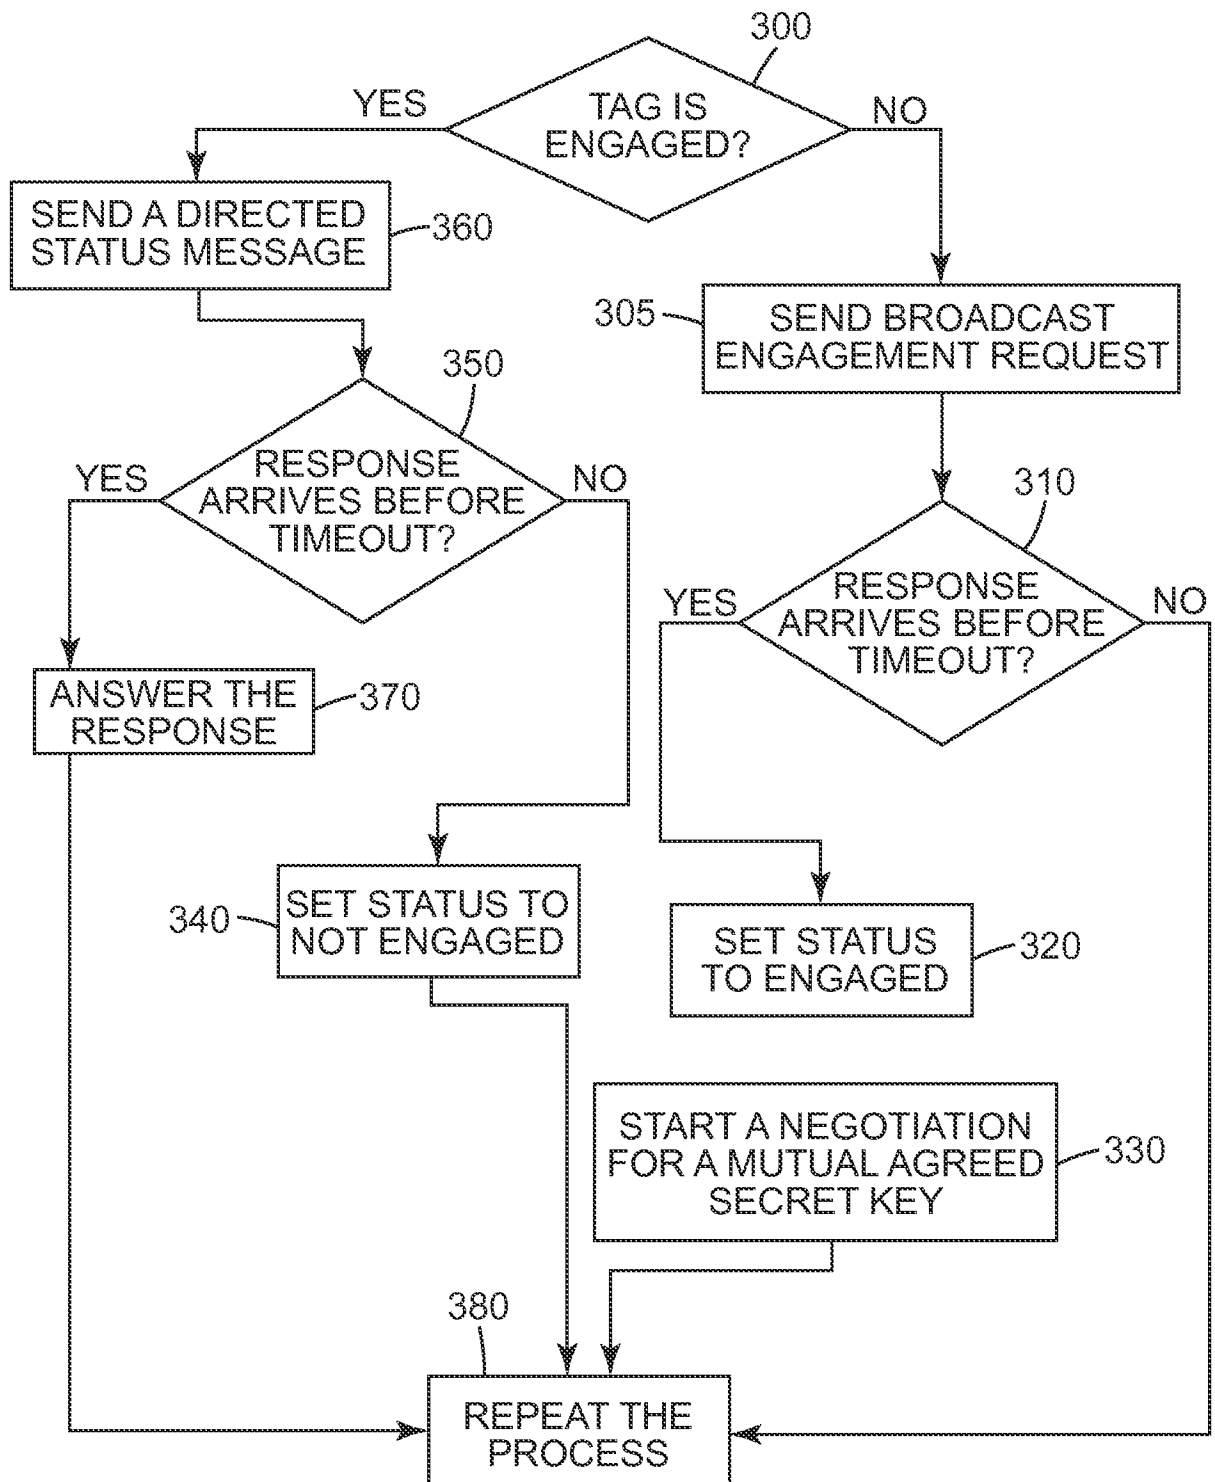 300
YES
TAG IS
ENGAGED?
NO
SEND A DIRECTED
STATUS MESSAGE
360
305
SEND BROADCAST
ENGAGEMENT REQUEST
350
YES
RESPONSE
ARRIVES BEFORE
TIMEOUT?
NO
310
YES
RESPONSE
ARRIVES BEFORE
TIMEOUT?
NO
ANSWER THE
RESPONSE
370
340
SET STATUS TO
NOT ENGAGED
SET STATUS
TO ENGAGED
320
START A NEGOTIATION
FOR A MUTUAL AGREED
SECRET KEY
330
380
REPEAT THE
PROCESS